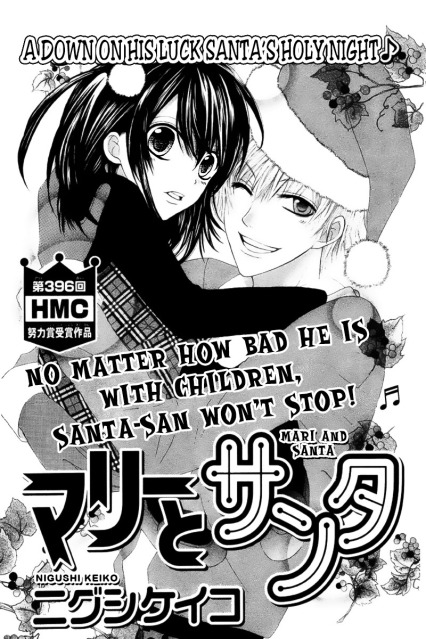 A DOWN ON HIS LUCK SANTA'S HOLY NIGHT♪
第396回
HMC
努力賞受賞作品
NO MATTER HOW BAD HE IS
WITH CHILDREN,
SANTA-SAN WON'T STOP! ♬
MARI AND
SANTA
マリーとサンタ
NIGUSHI KEIKO
ニグシケイコ